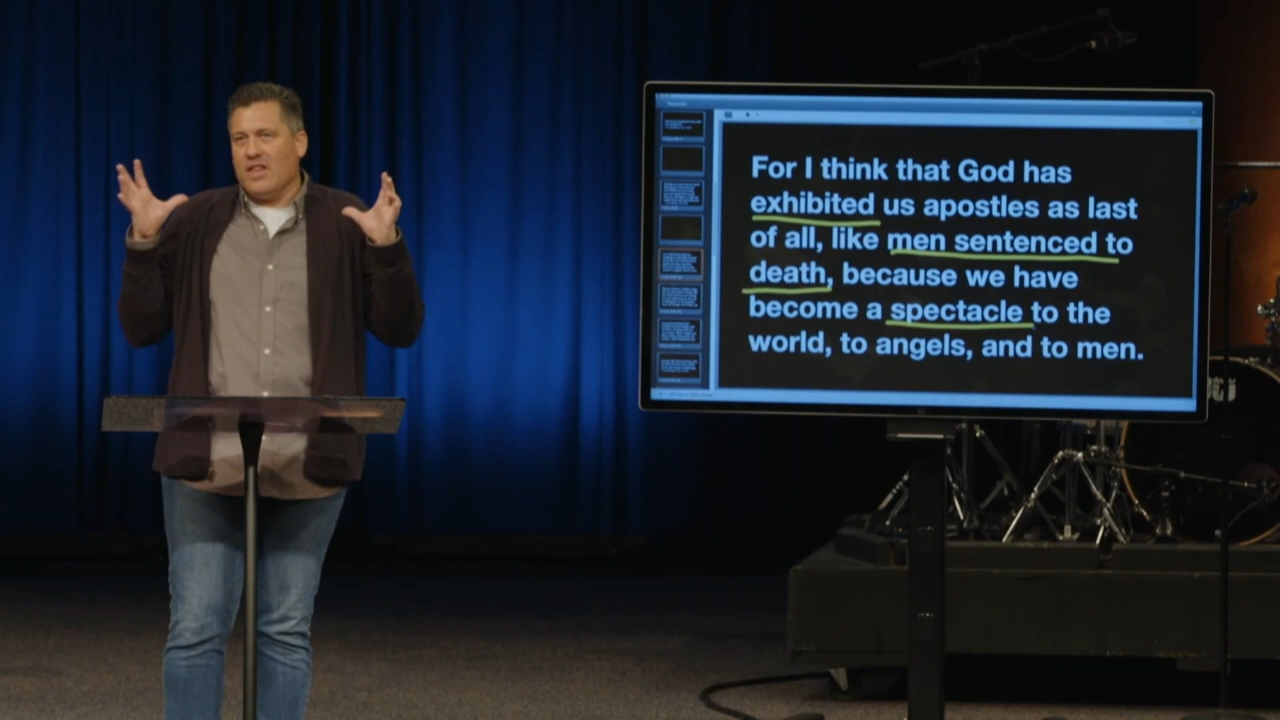 For I think that God has
exhibited us apostles as last
of all, like men sentenced to
death, because we have
become a spectacle to the
world, to angels, and to men.